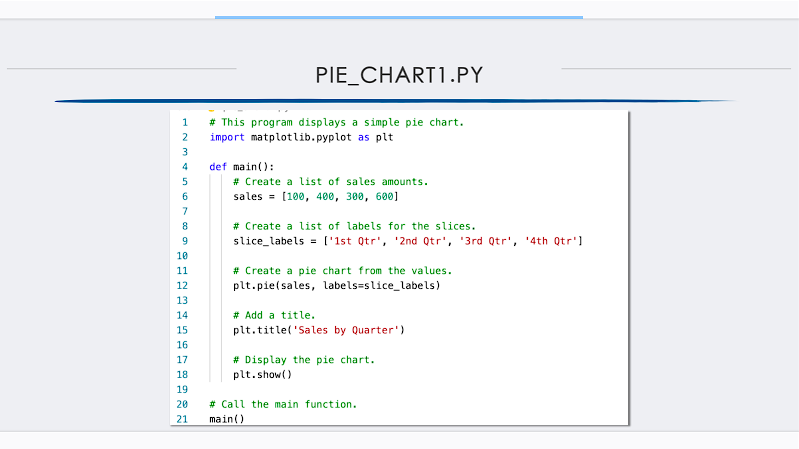 PIE_CHART1.PY
1 # This program displays a simple pie chart.
2 import matplotlib.pyplot as plt
3
4 def main():
5     # Create a list of sales amounts.
6     sales = [100, 400, 300, 600]
7
8     # Create a list of labels for the slices.
9     slice_labels = ['1st Qtr', '2nd Qtr', '3rd Qtr', '4th Qtr']
10
11     # Create a pie chart from the values.
12     plt.pie(sales, labels=slice_labels)
13
14     # Add a title.
15     plt.title('Sales by Quarter')
16
17     # Display the pie chart.
18     plt.show()
19
20 # Call the main function.
21 main()